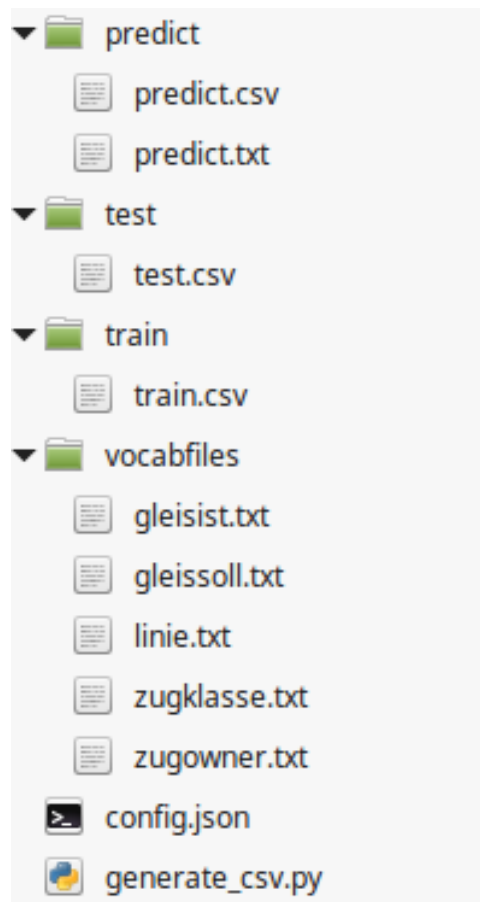 predict
predict.csv
predict.txt
test
test.csv
train
train.csv
vocabfiles
gleisist.txt
gleissoll.txt
linie.txt
zugklasse.txt
zugowner.txt
config.json
generate_csv.py